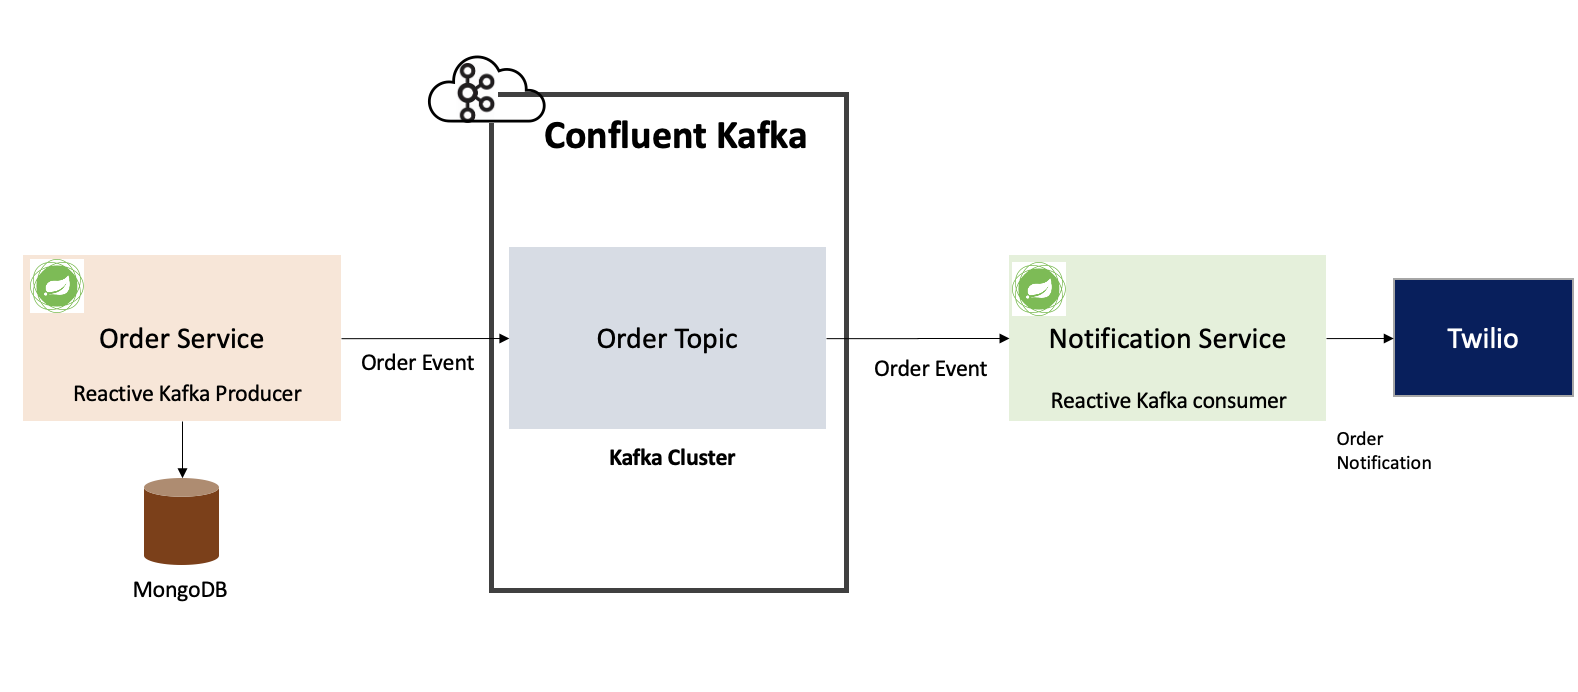 Confluent Kafka
Order Service
Reactive Kafka Producer
Order Event
Order Topic
Kafka Cluster
Order Event
Notification Service
Reactive Kafka consumer
Twilio
Order
Notification
MongoDB